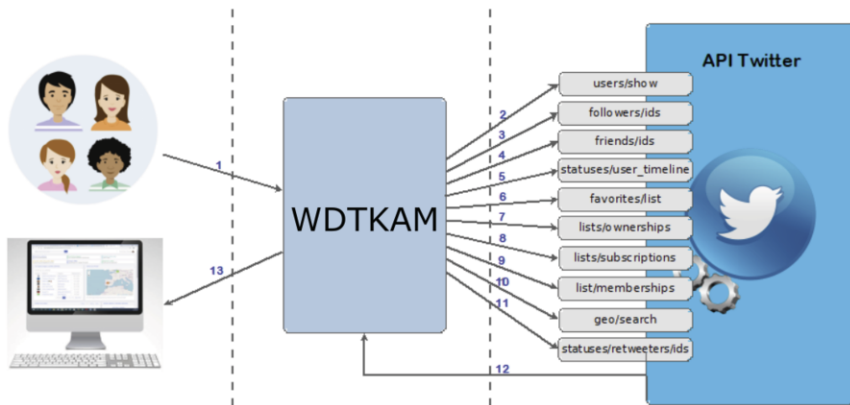 API Twitter
users/show
followers/ids
friends/ids
statuses/user_timeline
favorites/list
lists/ownerships
lists/subscriptions
list/memberships
geo/search
statuses/retweeters/ids
WDTKAM
1
2
3
4
5
6
7
8
9
10
11
12
13